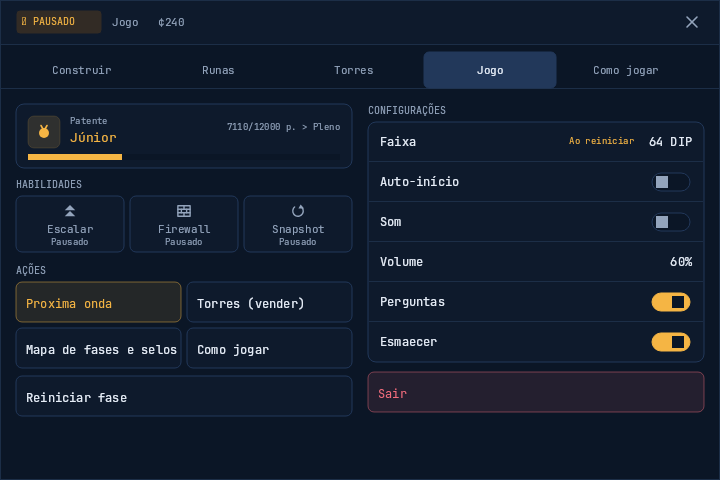 PAUSADO Jogo ¢240
Construir Runas Torres Jogo Como jogar
Patente
Júnior
7110/12000 p. > Pleno
HABILIDADES
Escalar
Pausado
Firewall
Pausado
Snapshot
Pausado
AÇÕES
Proxima onda
Torres (vender)
Mapa de fases e selos
Como jogar
Reiniciar fase
CONFIGURAÇÕES
Faixa Ao reiniciar 64 DIP
Auto-início
Som
Volume 60%
Perguntas
Esmaecer
Sair